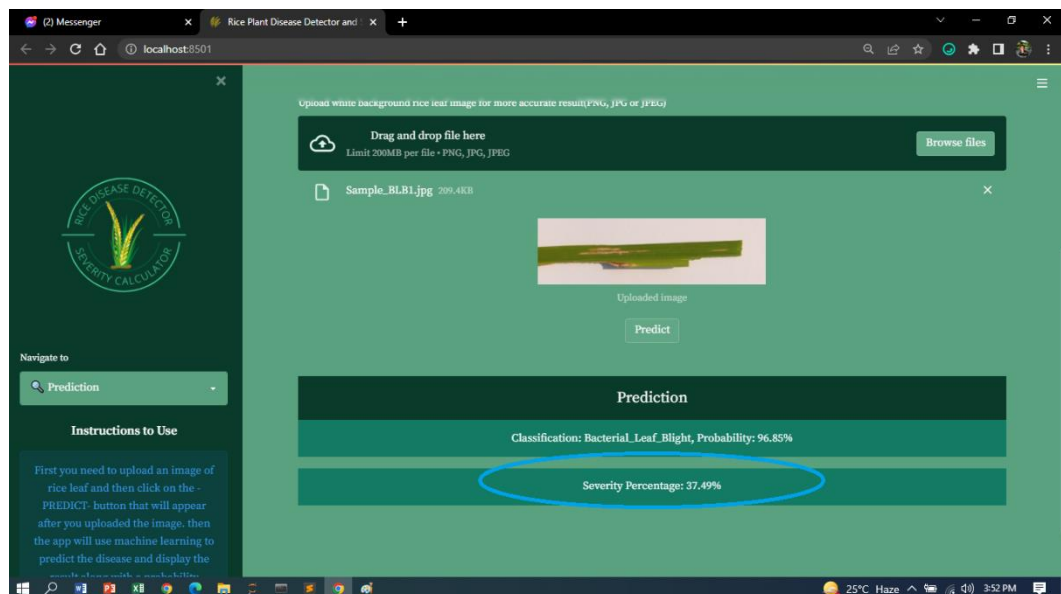 (2) Messenger
Rice Plant Disease Detector and S
localhost:8501
Upload white background rice leaf image for more accurate result(PNG, JPG or JPEG)
Drag and drop file here
Limit 200MB per file • PNG, JPG, JPEG
Browse files
Sample_BLB1.jpg 209.4KB
RICE DISEASE DETECTOR
SEVERITY CALCULATOR
Uploaded image
Predict
Navigate to
Prediction
Instructions to Use
First you need to upload an image of
rice leaf and then click on the -
PREDICT- button that will appear
after you uploaded the image. then
the app will use machine learning to
predict the disease and display the
result along with a probability
Prediction
Classification: Bacterial_Leaf_Blight, Probability: 96.85%
Severity Percentage: 37.49%
25°C Haze
3:52 PM